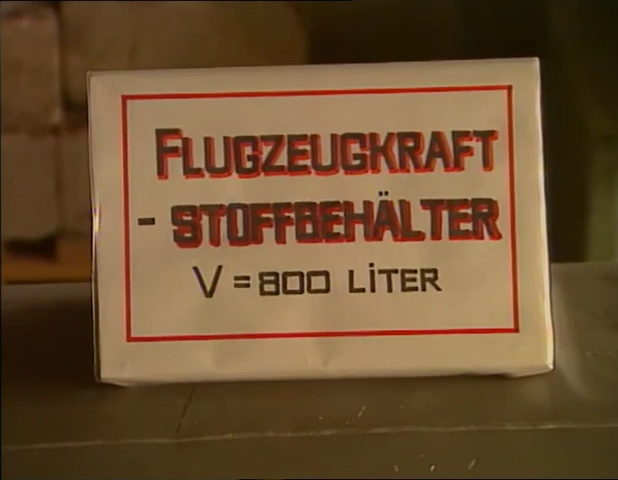 FLUGZEUGKRAFT
- STOFFBEHÄLTER
V = 800 LiTER